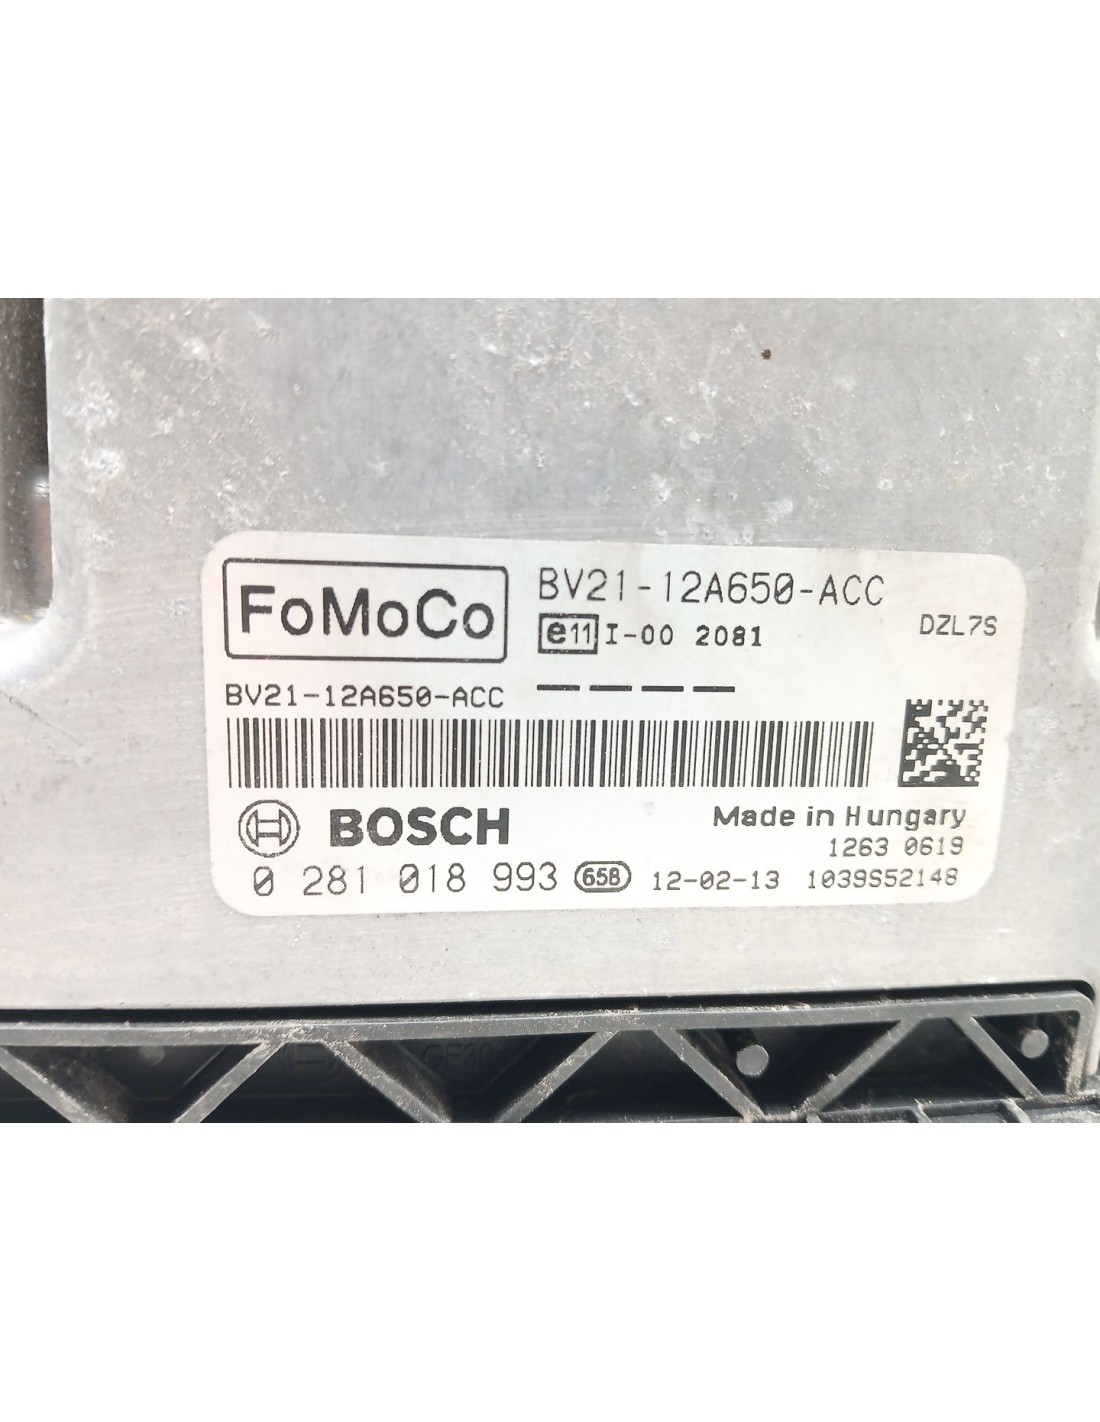 FoMoCo
BV21-12A650-ACC
e11 I-00 2081
DZL7S
BV21-12A650-ACC
BOSCH
Made in Hungary
1263 0619
0 281 018 993 65B 12-02-13 1039S52148